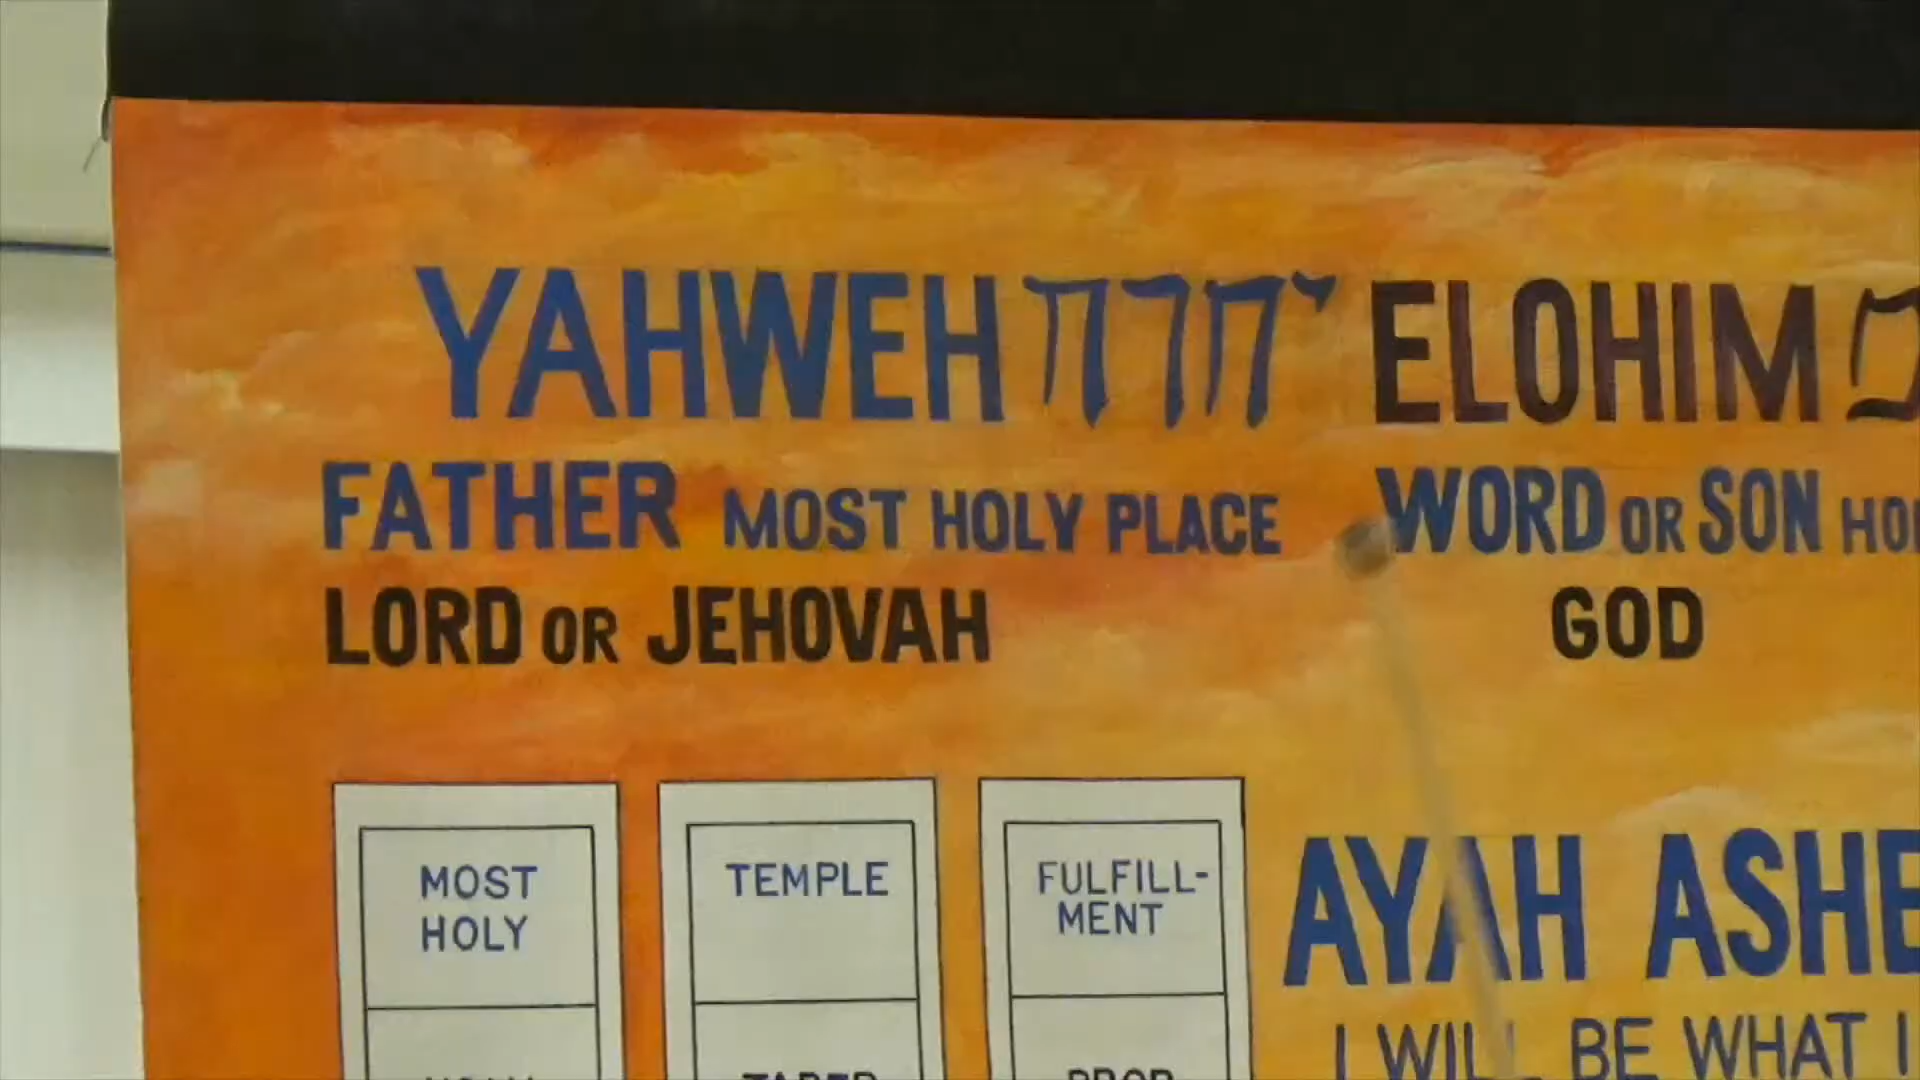 YAHWEH יהוה ELOHIM
FATHER MOST HOLY PLACE WORD OR SON
LORD OR JEHOVAH GOD
MOST
HOLY
TEMPLE
FULFILL-
MENT
AYAH
I WILL BE WHAT I